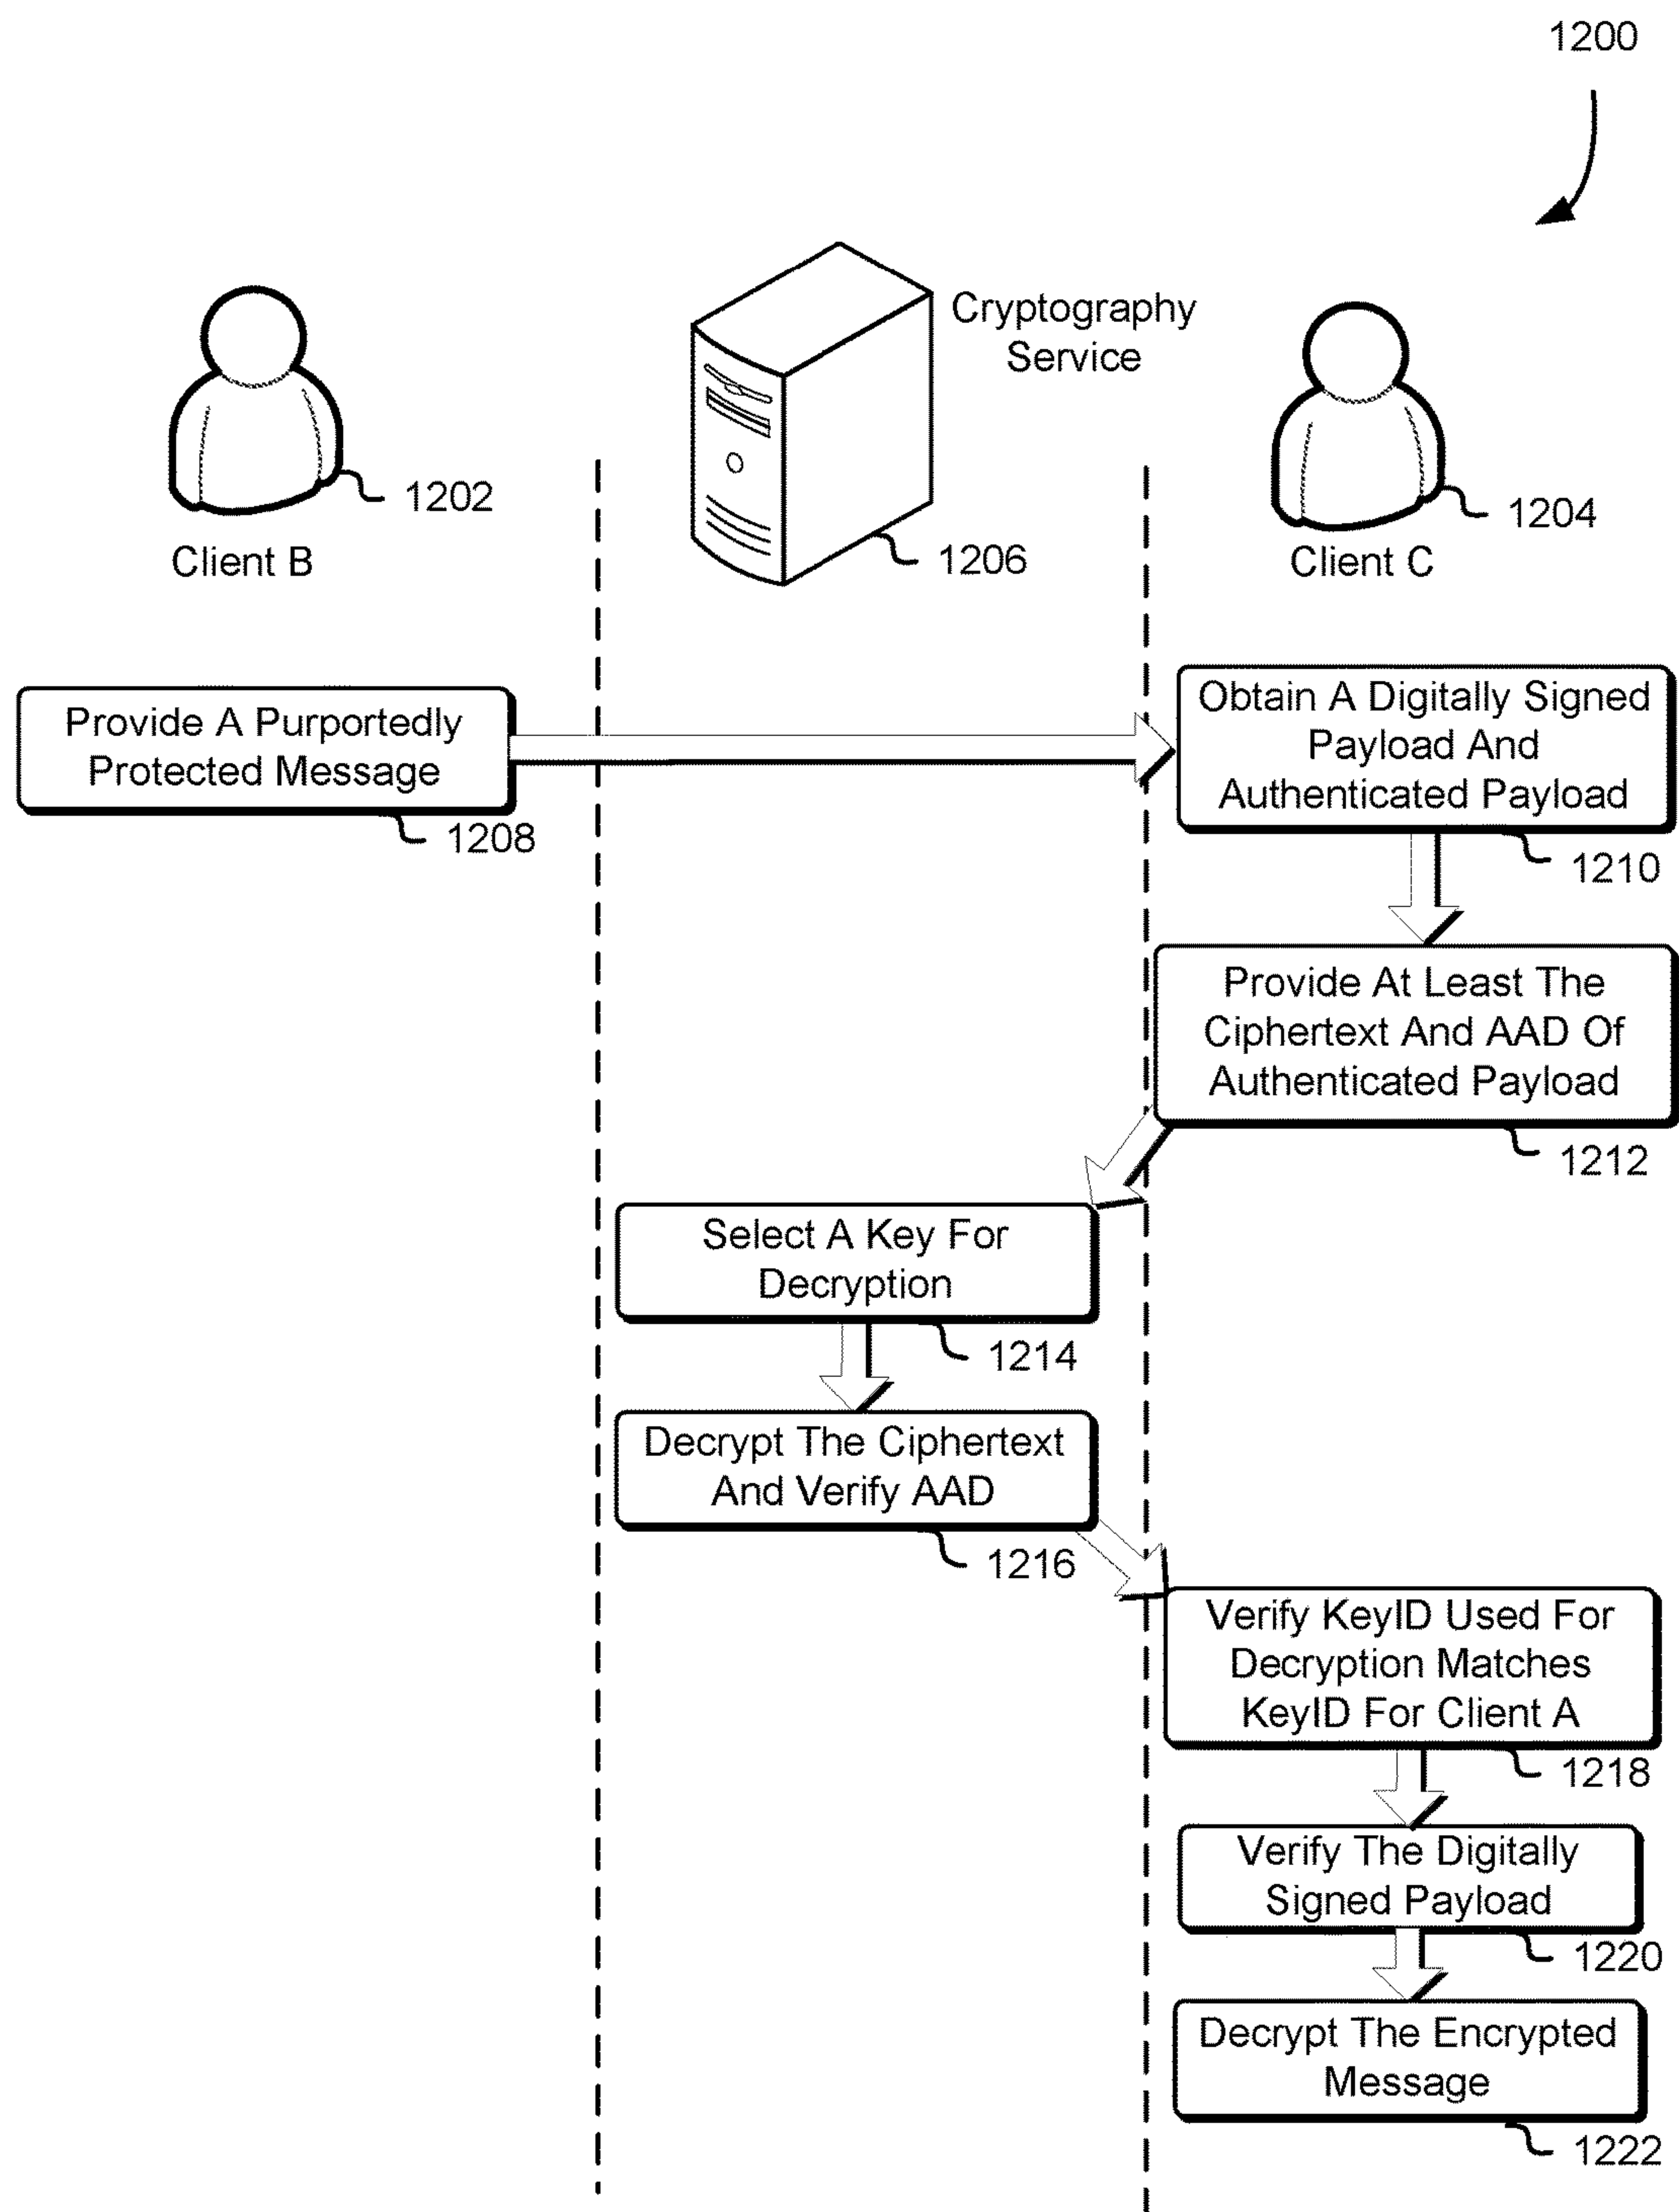 1200
Cryptography
Service
1202
1204
1206
Client B
Client C
Provide A Purportedly
Protected Message
1208
Obtain A Digitally Signed
Payload And
Authenticated Payload
1210
Provide At Least The
Ciphertext And AAD Of
Authenticated Payload
1212
Select A Key For
Decryption
1214
Decrypt The Ciphertext
And Verify AAD
1216
Verify KeyID Used For
Decryption Matches
KeyID For Client A
1218
Verify The Digitally
Signed Payload
1220
Decrypt The Encrypted
Message
1222